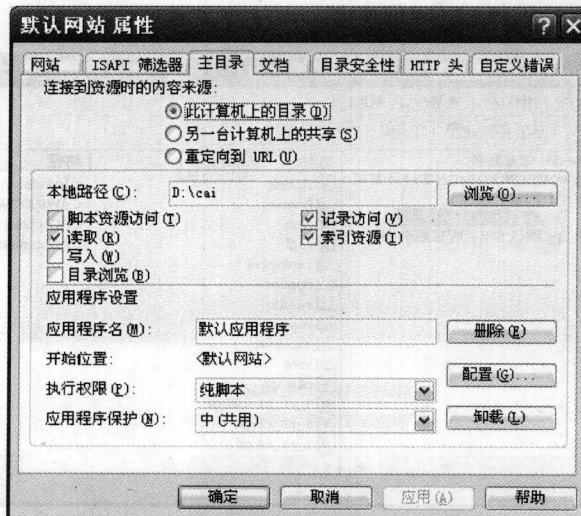 默认网站 属性
网站 ISAPI 筛选器 主目录 文档 目录安全性 HTTP 头 自定义错误
连接到资源时的内容来源:
此计算机上的目录(D)
另一台计算机上的共享(S)
重定向到 URL(U)
本地路径(C): D:\cai 浏览(O)...
脚本资源访问(T) 记录访问(V)
读取(R) 索引资源(I)
写入(W)
目录浏览(B)
应用程序设置
应用程序名(M): 默认应用程序 删除(E)
开始位置: <默认网站>
配置(G)...
执行权限(P): 纯脚本
应用程序保护(N): 中(共用) 卸载(L)
确定 取消 应用(A) 帮助